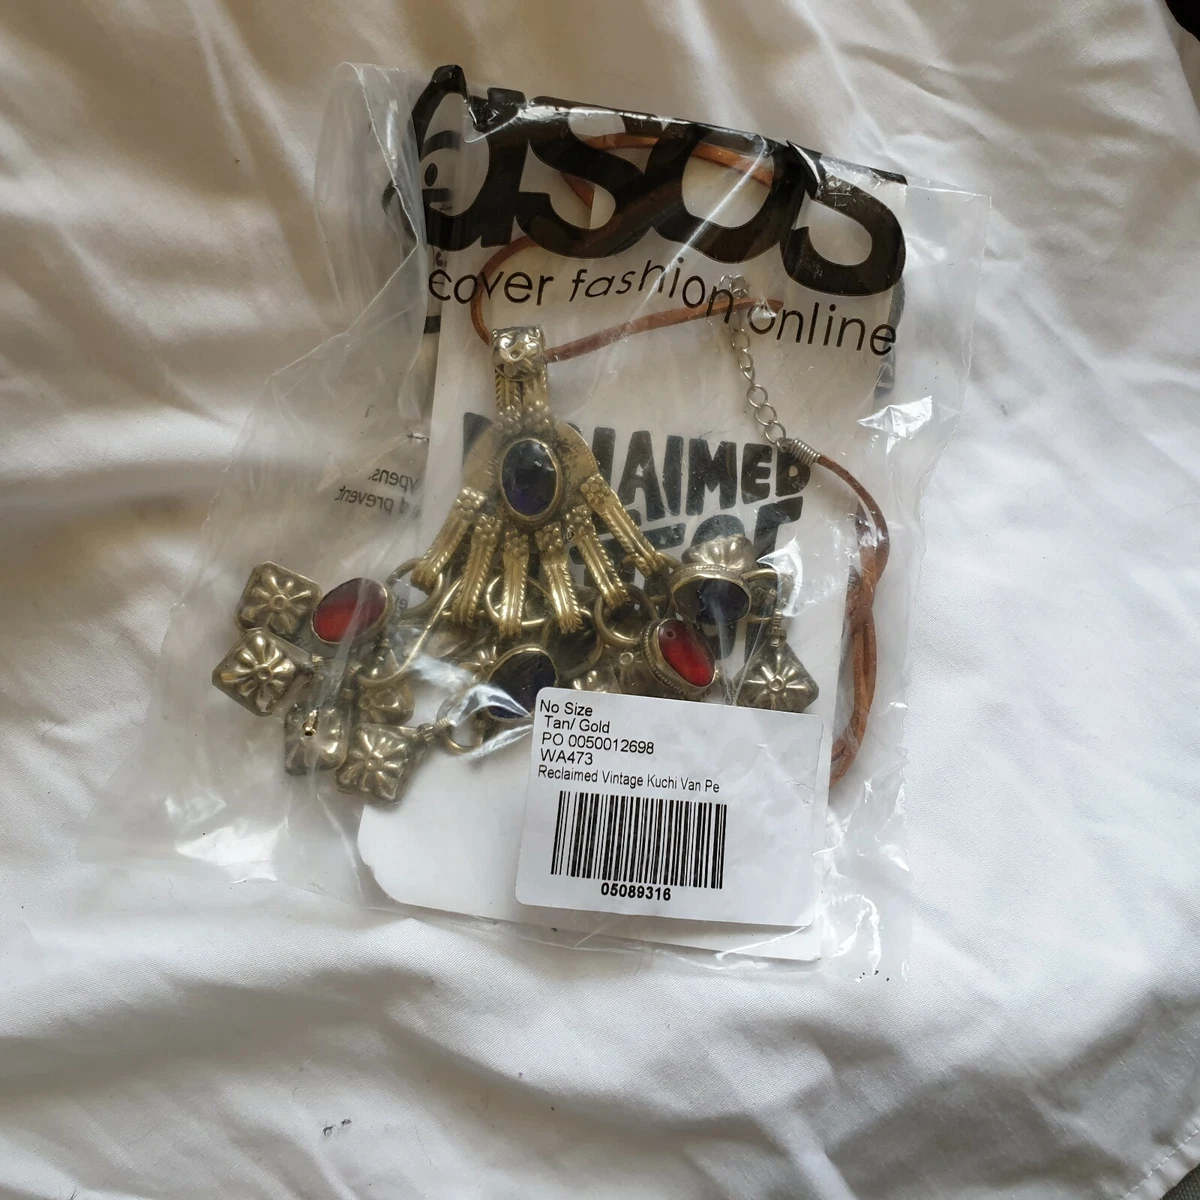 asos
cover fashion online
No Size
Tan/ Gold
PO 0050012698
WA473
Reclaimed Vintage Kuchi Van Pe
05089316